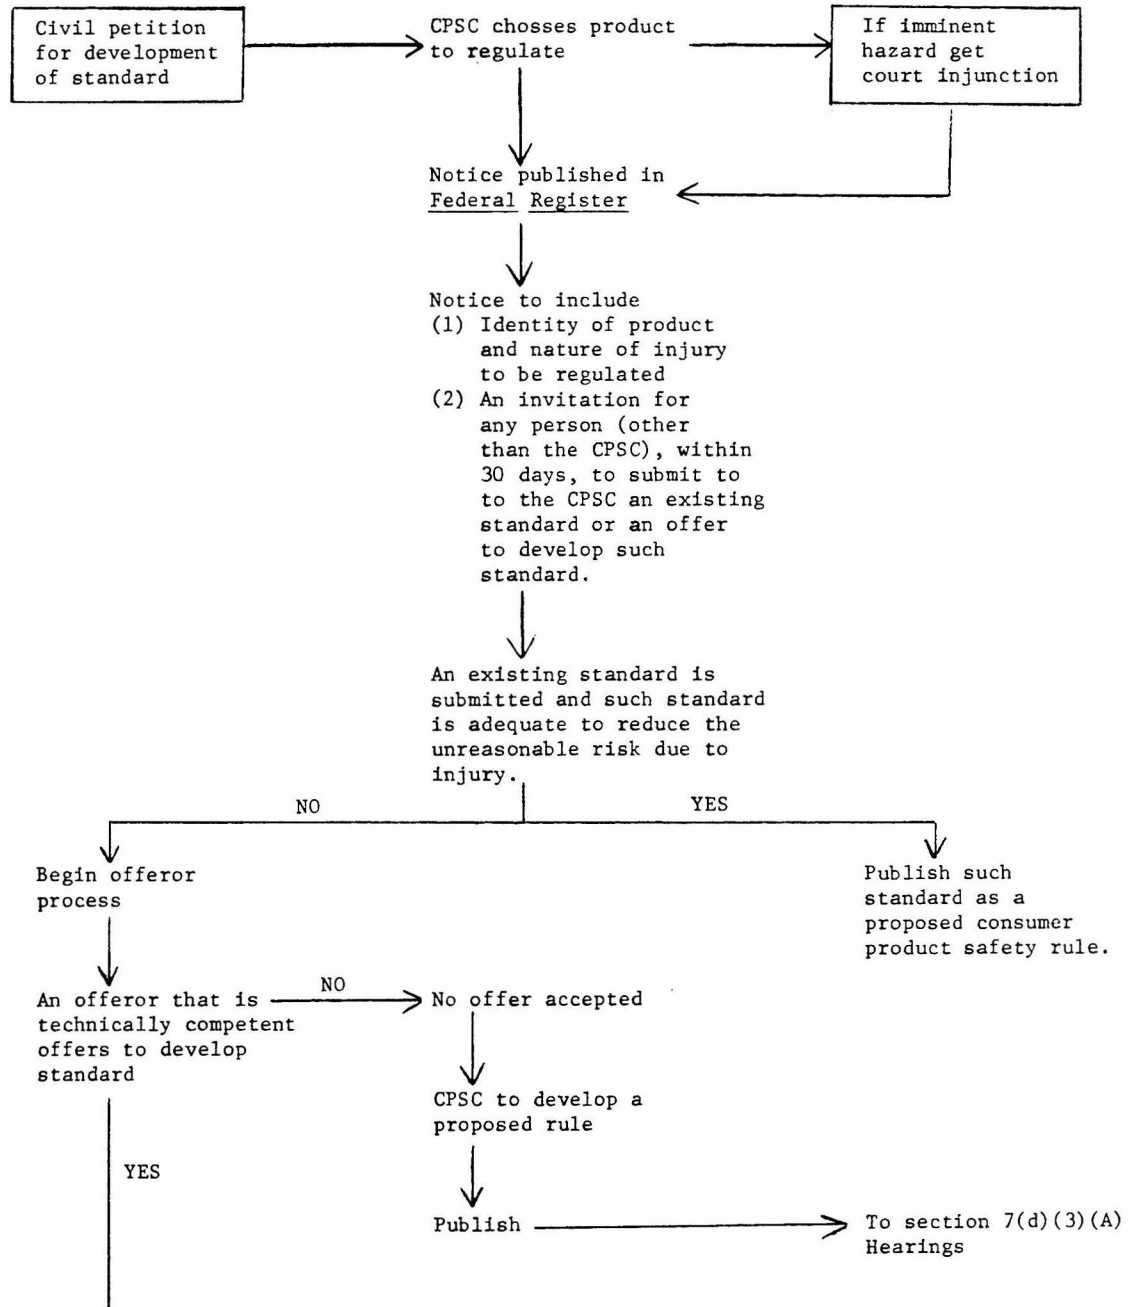 Civil petition
for development
of standard
CPSC chosses product
to regulate
If imminent
hazard get
court injunction
Notice published in
Federal Register
Notice to include
(1) Identity of product
and nature of injury
to be regulated
(2) An invitation for
any person (other
than the CPSC), within
30 days, to submit to
to the CPSC an existing
standard or an offer
to develop such
standard.
An existing standard is
submitted and such standard
is adequate to reduce the
unreasonable risk due to
injury.
NO
YES
Begin offeror
process
Publish such
standard as a
proposed consumer
product safety rule.
An offeror that is
technically competent
offers to develop
standard
NO
No offer accepted
CPSC to develop a
proposed rule
YES
Publish
To section 7(d)(3)(A)
Hearings